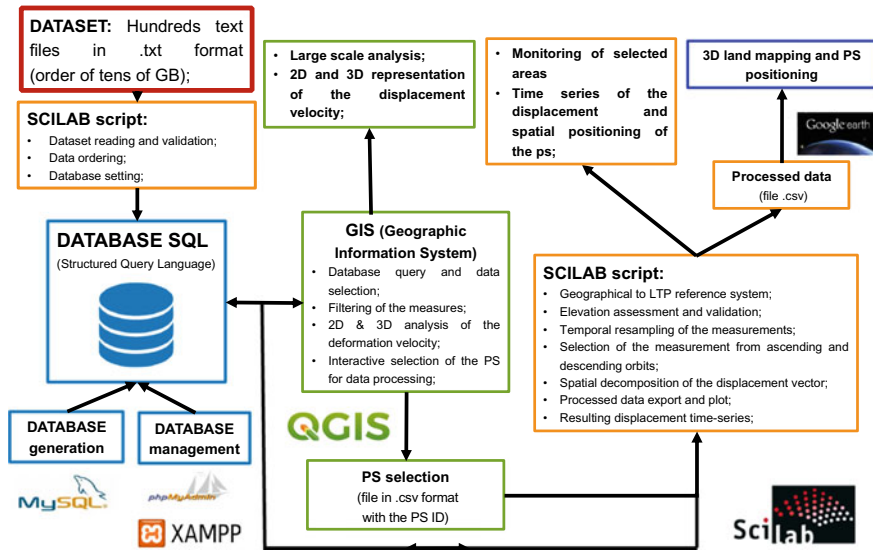 DATASET: Hundreds text
files in .txt format
(order of tens of GB);
SCILAB script:
• Dataset reading and validation;
• Data ordering;
• Database setting;
DATABASE SQL
(Structured Query Language)
DATABASE
generation
DATABASE
management
MySQL®
phpMyAdmin
XAMPP
• Large scale analysis;
• 2D and 3D representation
of the displacement
velocity;
GIS (Geographic
Information System)
• Database query and data
selection;
• Filtering of the measures;
• 2D & 3D analysis of the
deformation velocity;
• Interactive selection of the PS
for data processing;
QGIS
PS selection
(file in .csv format
with the PS ID)
• Monitoring of selected
areas
• Time series of the
displacement and
spatial positioning of
the ps;
3D land mapping and PS
positioning
Google earth
Processed data
(file .csv)
SCILAB script:
• Geographical to LTP reference system;
• Elevation assessment and validation;
• Temporal resampling of the measurements;
• Selection of the measurement from ascending and
descending orbits;
• Spatial decomposition of the displacement vector;
• Processed data export and plot;
• Resulting displacement time-series;
Scilab